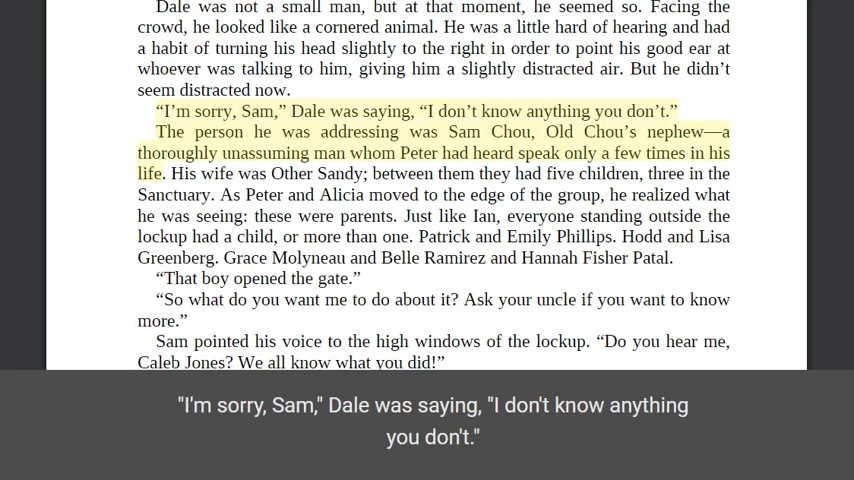 Dale was not a small man, but at that moment, he seemed so. Facing the
crowd, he looked like a cornered animal. He was a little hard of hearing and had
a habit of turning his head slightly to the right in order to point his good ear at
whoever was talking to him, giving him a slightly distracted air. But he didn’t
seem distracted now.
“I’m sorry, Sam,” Dale was saying, “I don’t know anything you don’t.”
The person he was addressing was Sam Chou, Old Chou’s nephew—a
thoroughly unassuming man whom Peter had heard speak only a few times in his
life. His wife was Other Sandy; between them they had five children, three in the
Sanctuary. As Peter and Alicia moved to the edge of the group, he realized what
he was seeing: these were parents. Just like Ian, everyone standing outside the
lockup had a child, or more than one. Patrick and Emily Phillips. Hodd and Lisa
Greenberg. Grace Molyneau and Belle Ramirez and Hannah Fisher Patal.
“That boy opened the gate.”
“So what do you want me to do about it? Ask your uncle if you want to know
more.”
Sam pointed his voice to the high windows of the lockup. “Do you hear me,
Caleb Jones? We all know what you did!”
"I'm sorry, Sam," Dale was saying, "I don't know anything
you don't."